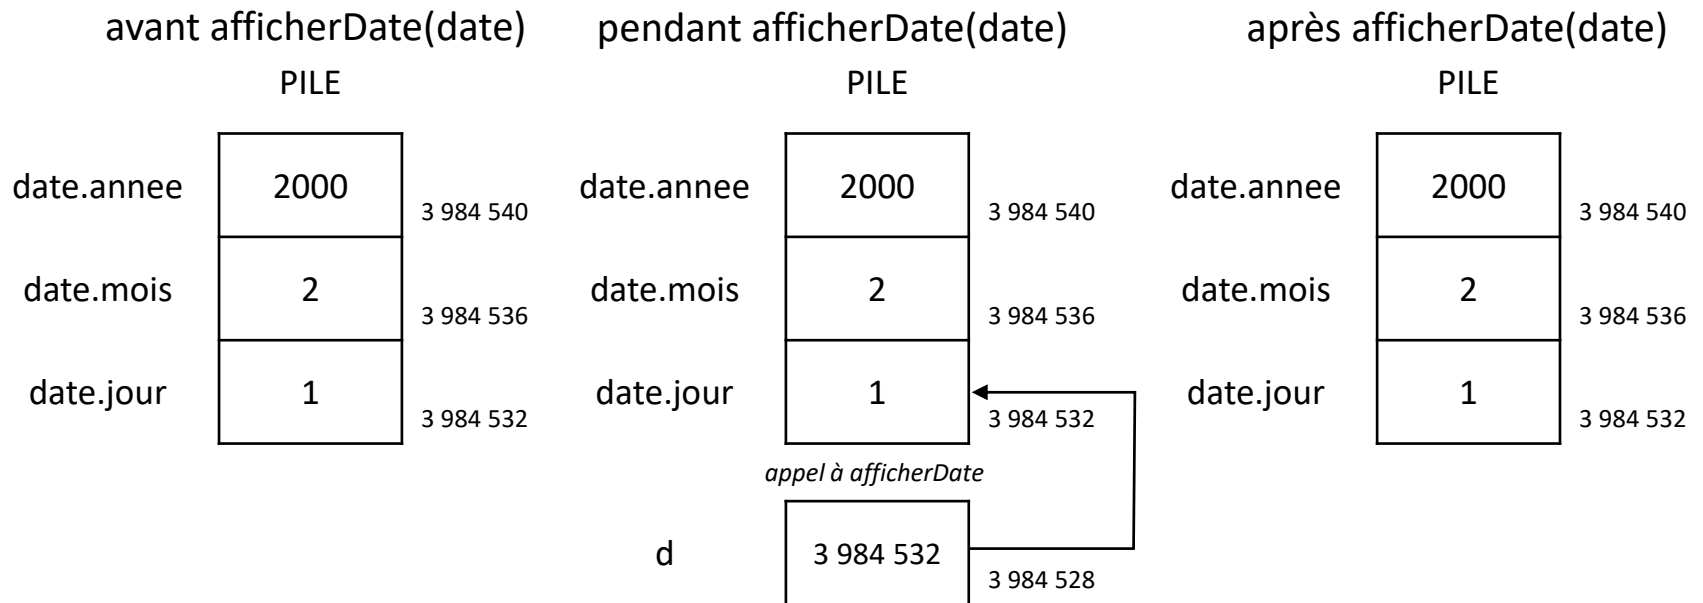 avant afficherDate(date) pendant afficherDate(date) après afficherDate(date)
PILE PILE PILE
date.annee 2000 3 984 540 date.annee 2000 3 984 540 date.annee 2000 3 984 540
date.mois 2 3 984 536 date.mois 2 3 984 536 date.mois 2 3 984 536
date.jour 1 3 984 532 date.jour 1 3 984 532 date.jour 1 3 984 532
appel à afficherDate
d 3 984 532 3 984 528